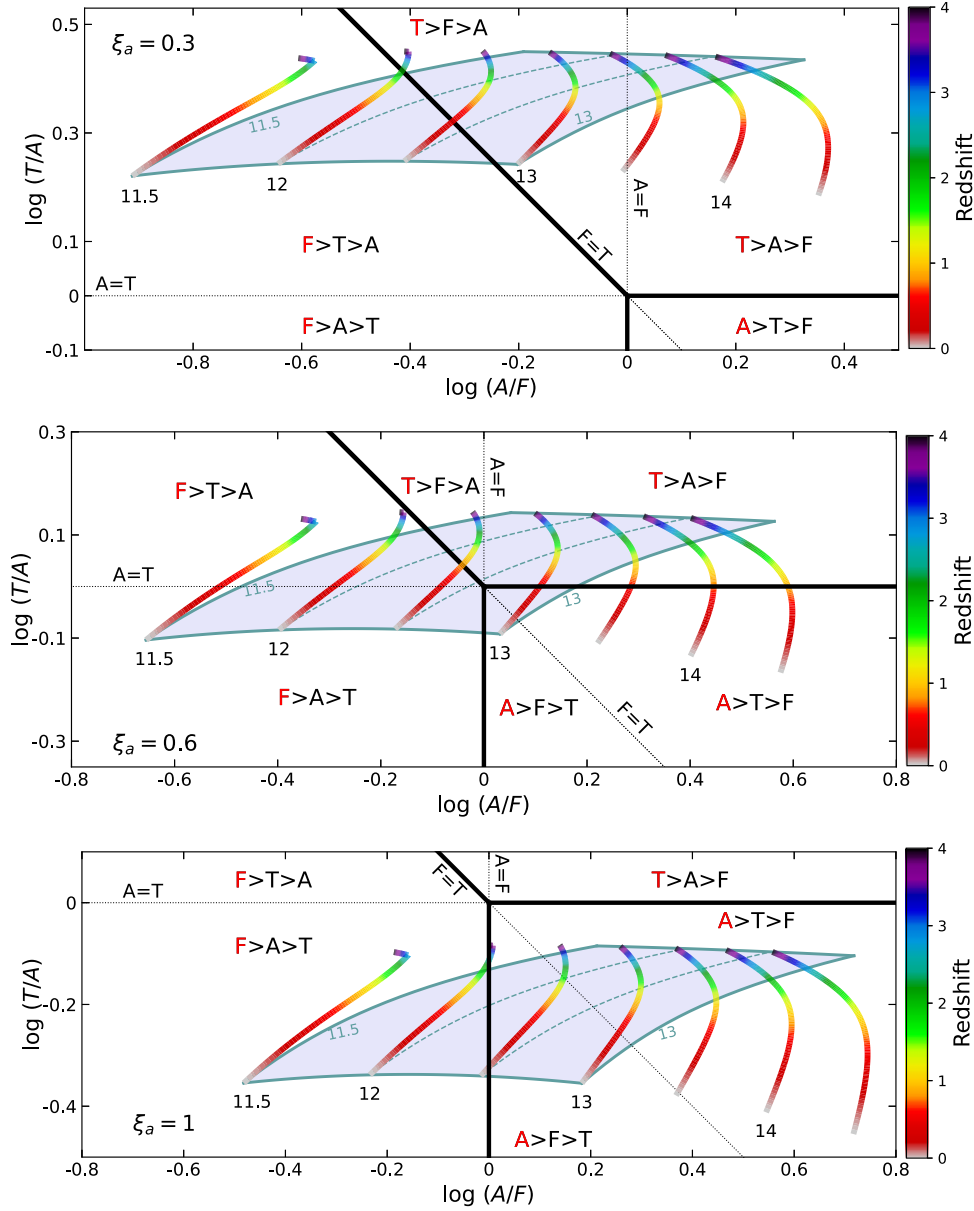 ξa = 0.3
T>F>A
0.5
0.3
0.1
0
-0.1
log (T/A)
11.5
13
11.5
12
13
14
A=F
F=T
A=T
F>T>A
T>A>F
F>A>T
A>T>F
-0.8
-0.6
-0.4
-0.2
0
0.2
0.4
log (A/F)
4
3
2
1
0
Redshift
0.3
0.1
-0.1
-0.3
log (T/A)
F>T>A
T>F>A
A=F
T>A>F
A=T
11.5
13
11.5
12
13
14
F>A>T
A>F>T
F=T
A>T>F
ξa = 0.6
-0.8
-0.6
-0.4
-0.2
0
0.2
0.4
0.6
0.8
log (A/F)
4
3
2
1
0
Redshift
0
-0.2
-0.4
log (T/A)
A=T
F>T>A
F=T
A=F
T>A>F
F>A>T
A>T>F
11.5
13
11.5
12
13
14
ξa = 1
A>F>T
-0.8
-0.6
-0.4
-0.2
0
0.2
0.4
0.6
0.8
log (A/F)
4
3
2
1
0
Redshift